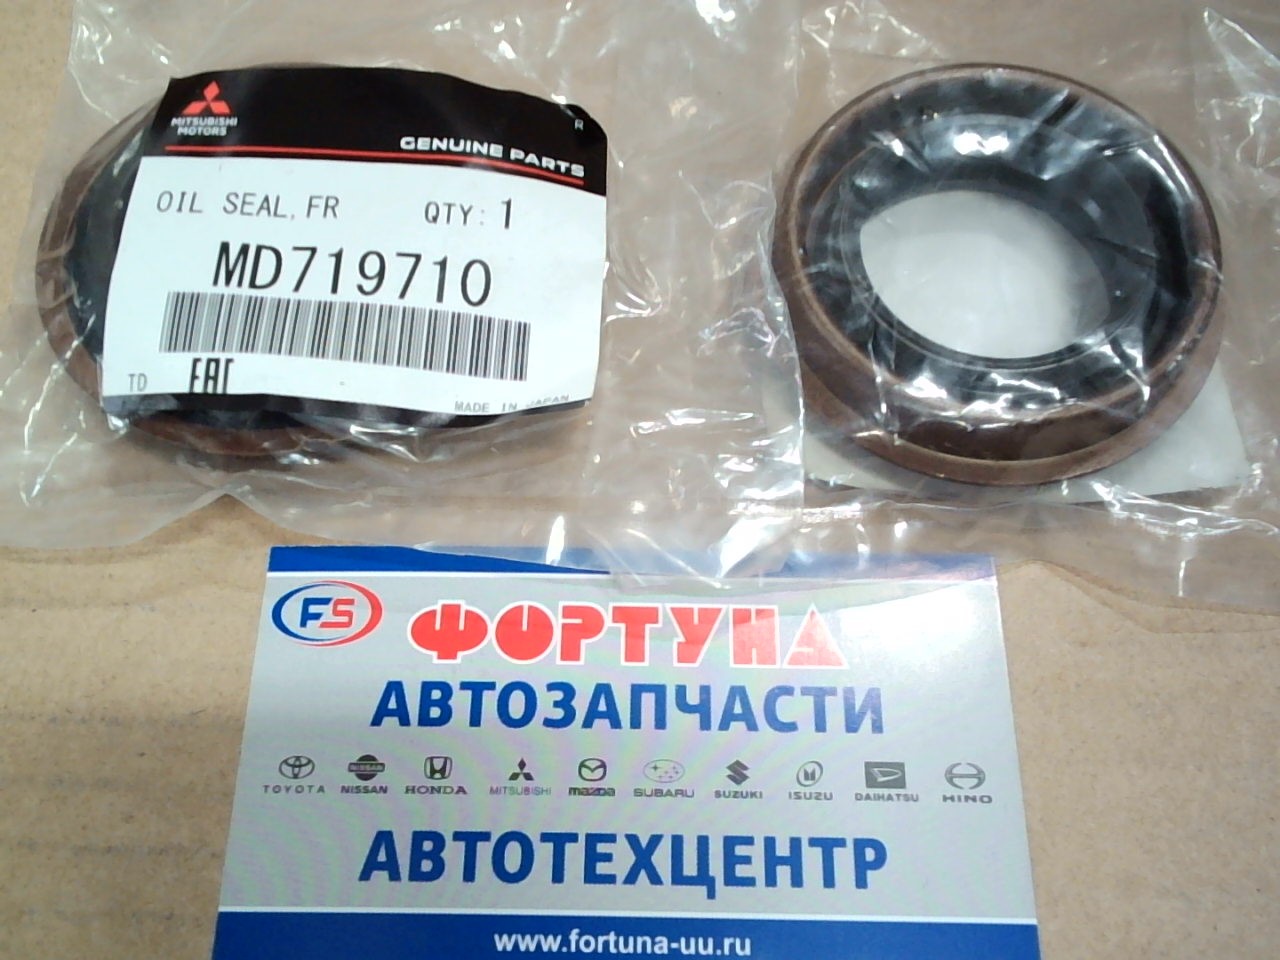 MITSUBISHI
MOTORS
R
GENUINE PARTS
OIL SEAL, FR QTY: 1
MD719710
TD EAC
MADE IN JAPAN
FS
ФОРТУНА
АВТОЗАПЧАСТИ
TOYOTA NISSAN HONDA MITSUBISHI mazda SUBARU SUZUKI ISUZU DAIHATSU HINO
АВТОТЕХЦЕНТР
www.fortuna-uu.ru